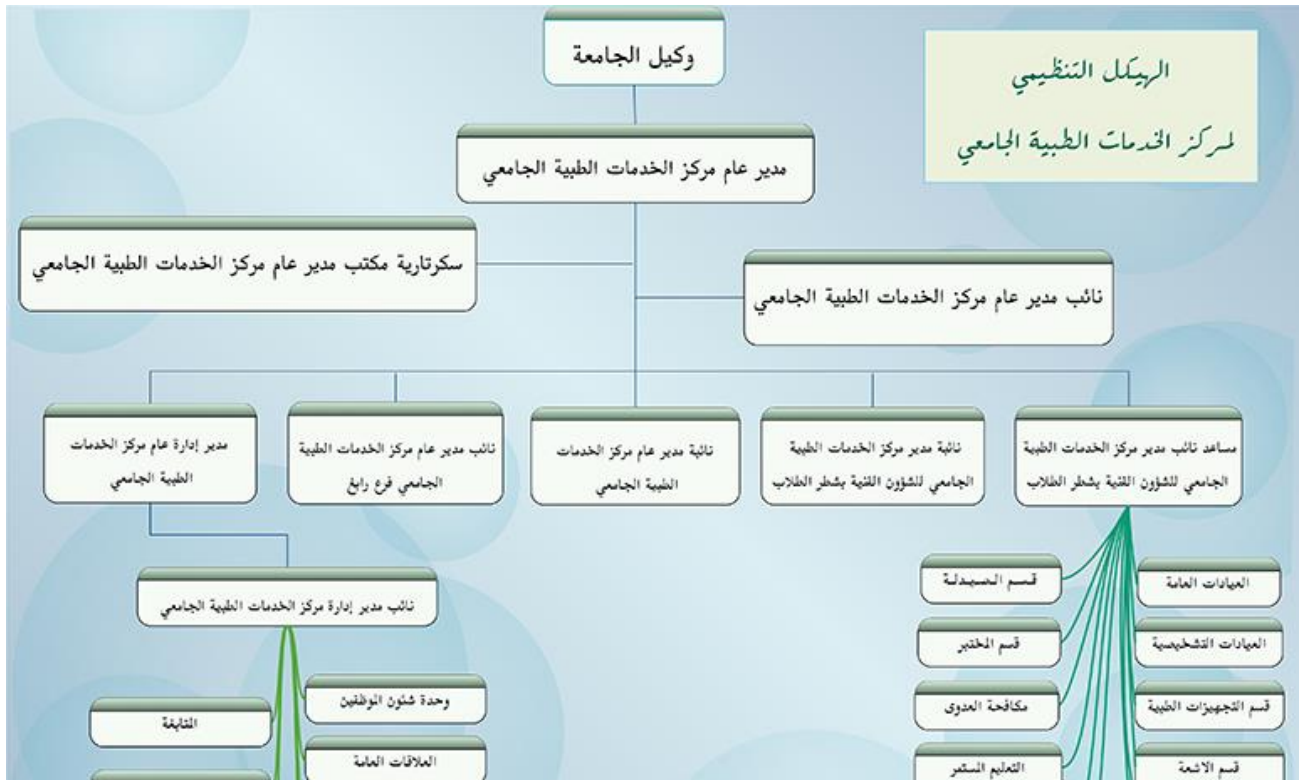 الهيكل التنظيمي
لمركز الخدمات الطبية الجامعي
وكيل الجامعة
مدير عام مركز الخدمات الطبية الجامعي
سكرتارية مكتب مدير عام مركز الخدمات الطبية الجامعي
نائب مدير عام مركز الخدمات الطبية الجامعي
مساعد نائب مدير مركز الخدمات الطبية
الجامعي للشؤون الفنية بشطر الطلاب
نائبة مدير مركز الخدمات الطبية
الجامعي للشؤون الفنية بشطر الطلاب
نائبة مدير عام مركز الخدمات
الطبية الجامعي
نائب مدير عام مركز الخدمات الطبية
الجامعي فرع رابغ
مدير إدارة عام مركز الخدمات
الطبية الجامعي
العيادات العامة
قسم الصيدلة
العيادات التشخيصية
قسم المختبر
قسم التجهيزات الطبية
مكافحة العدوى
قسم الاشعة
التعليم المستمر
نائب مدير إدارة مركز الخدمات الطبية الجامعي
وحدة شئون الموظفين
المتابعة
العلاقات العامة